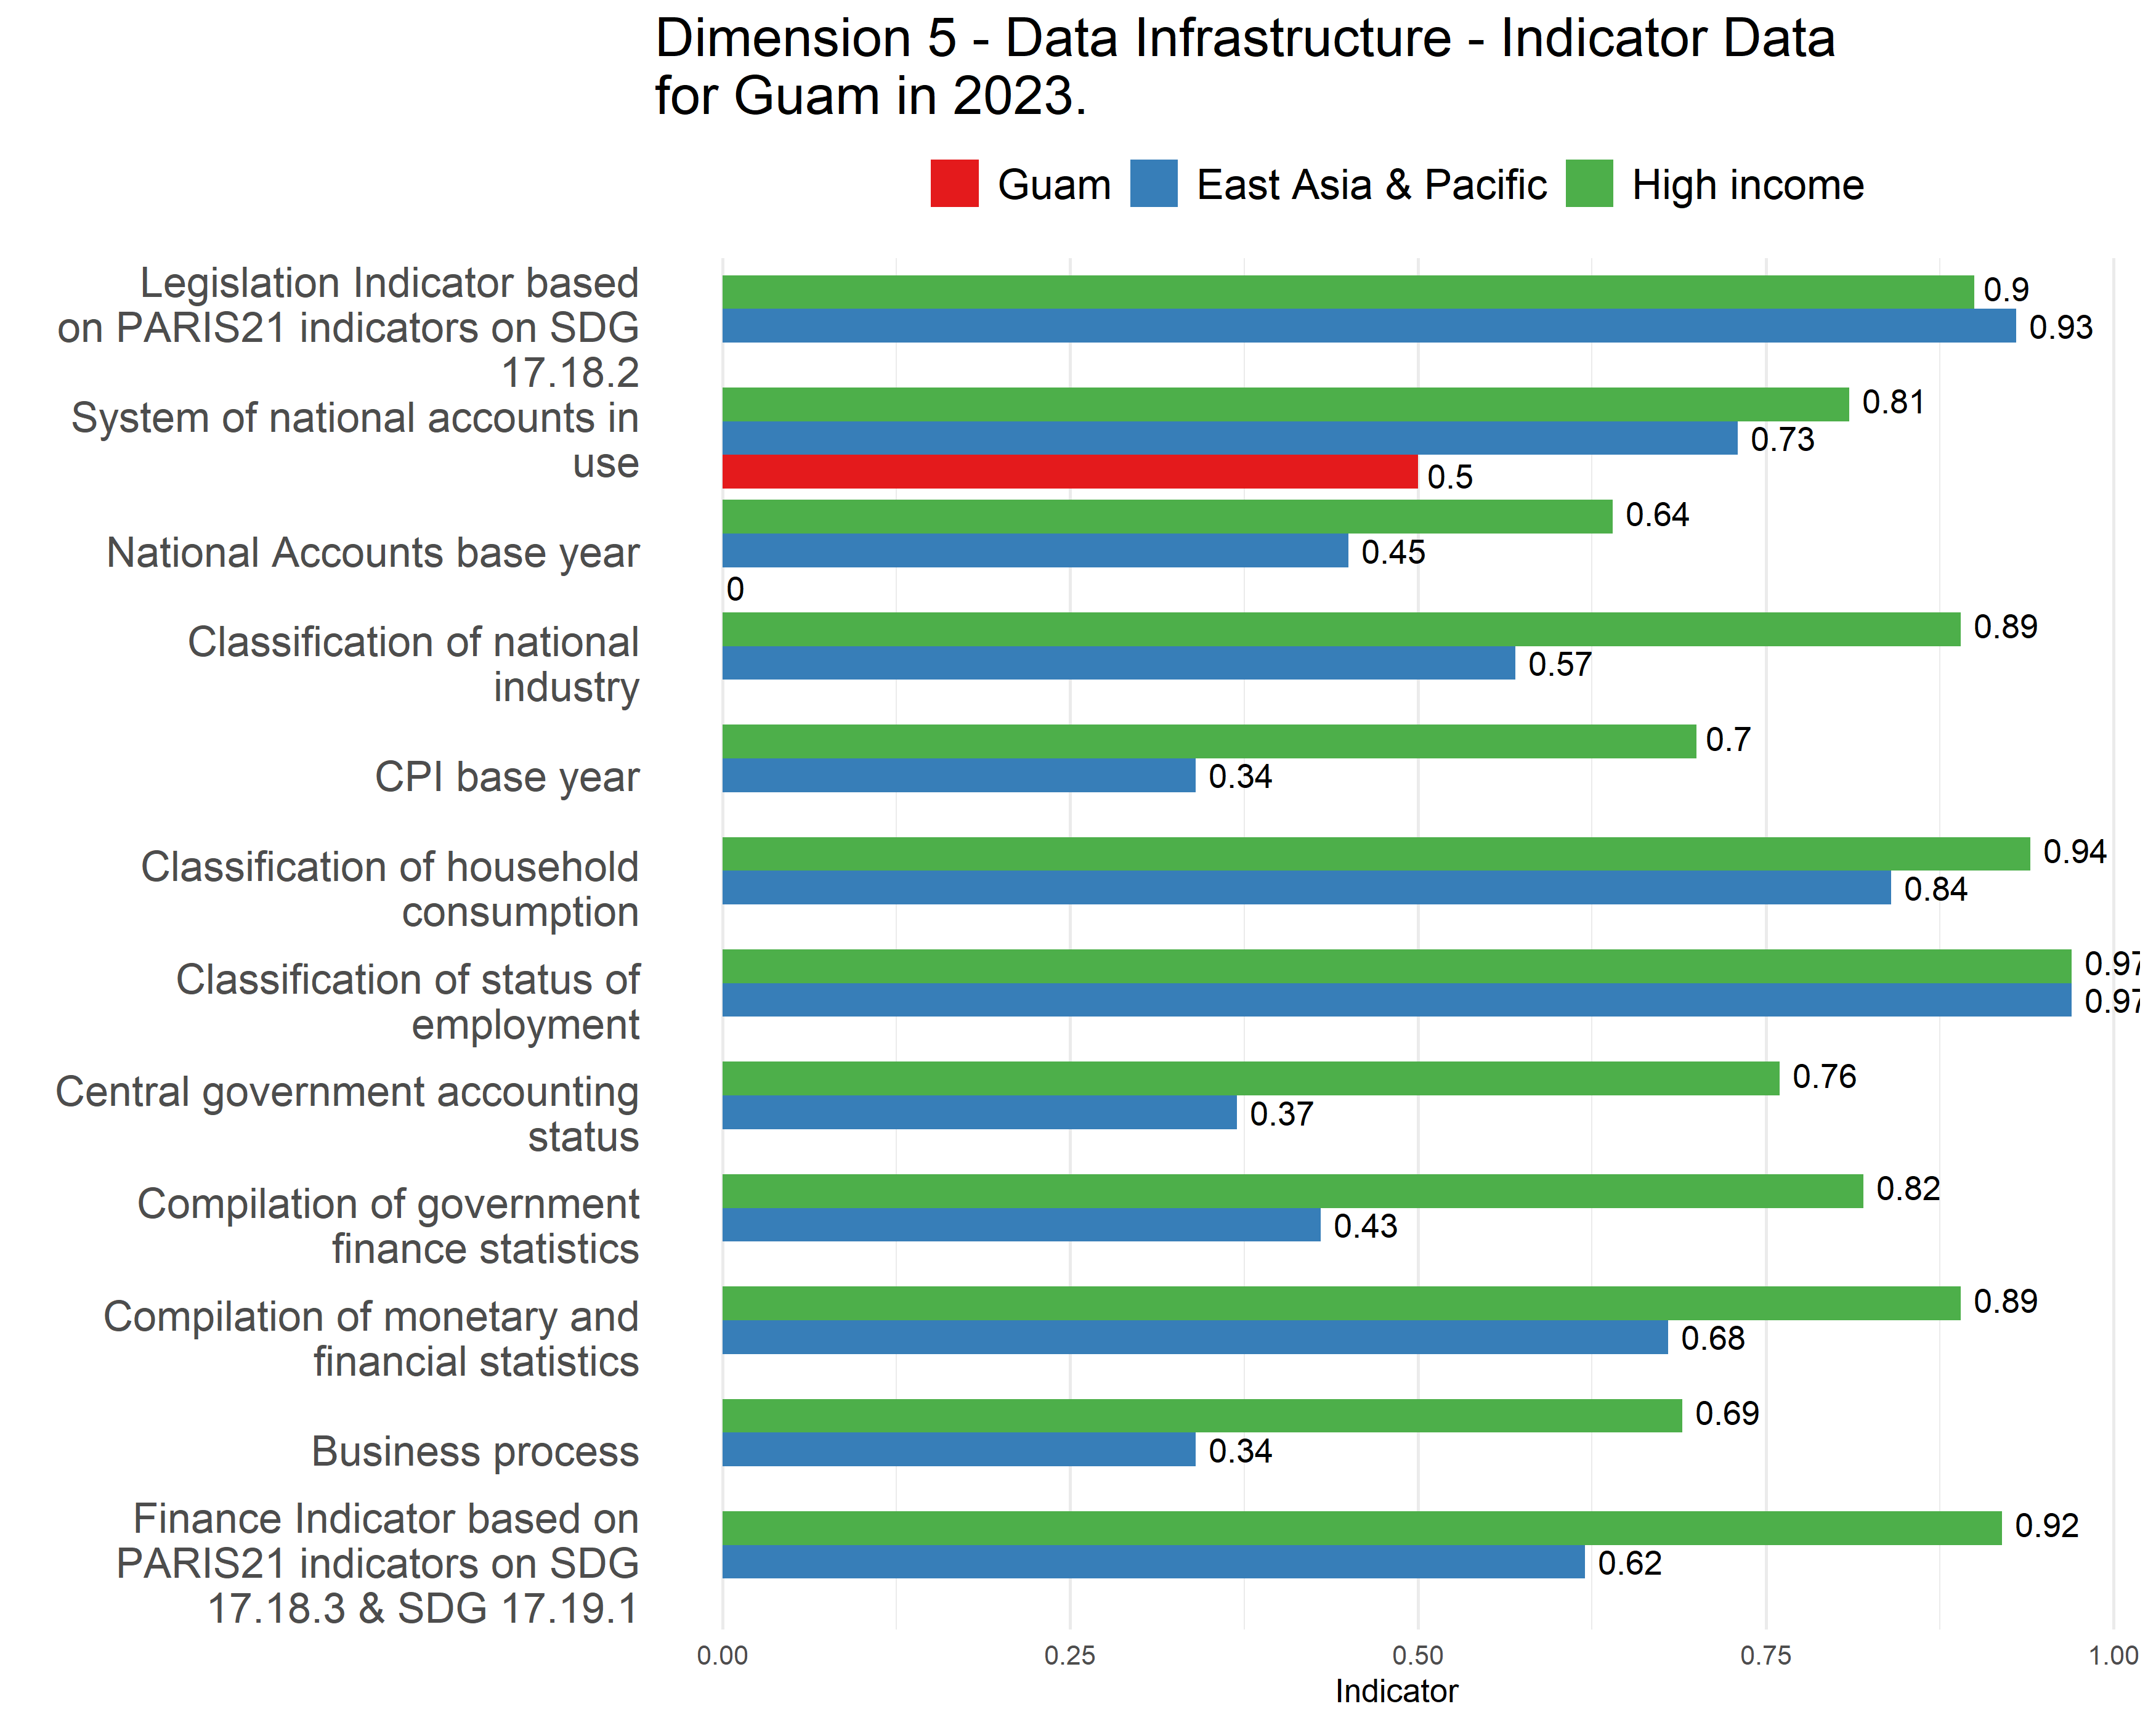 Dimension 5 - Data Infrastructure - Indicator Data
for Guam in 2023.
Guam East Asia & Pacific High income
Legislation Indicator based
on PARIS21 indicators on SDG
17.18.2
0.9
0.93
System of national accounts in
use
0.81
0.73
0.5
National Accounts base year
0.64
0.45
0
Classification of national
industry
0.89
0.57
CPI base year
0.7
0.34
Classification of household
consumption
0.94
0.84
Classification of status of
employment
0.97
0.97
Central government accounting
status
0.76
0.37
Compilation of government
finance statistics
0.82
0.43
Compilation of monetary and
financial statistics
0.89
0.68
Business process
0.69
0.34
Finance Indicator based on
PARIS21 indicators on SDG
17.18.3 & SDG 17.19.1
0.92
0.62
0.00 0.25 0.50 0.75 1.00
Indicator